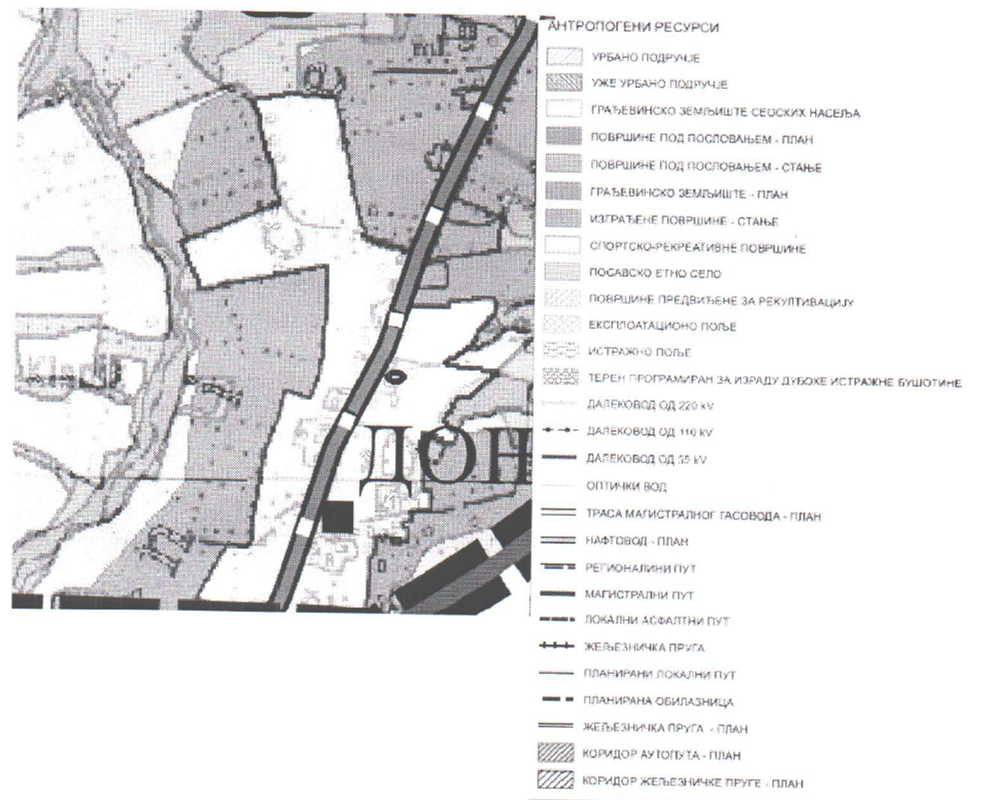 АНТРОПОГЕНИ РЕСУРСИ
УРБАНО ПОДРУЧЈЕ
УЖЕ УРБАНО ПОДРУЧЈЕ
ГРАЂЕВИНСКО ЗЕМЉИШТЕ СЕОСКИХ НАСЕЉА
ПОВРШИНЕ ПОД ПОСЛОВАЊЕМ - ПЛАН
ПОВРШИНЕ ПОД ПОСЛОВАЊЕМ - СТАЊЕ
ГРАЂЕВИНСКО ЗЕМЉИШТЕ - ПЛАН
ИЗГРАЂЕНЕ ПОВРШИНЕ - СТАЊЕ
СПОРТСКО-РЕКРЕАТИВНЕ ПОВРШИНЕ
ПОСАВСКО ЕТНО СЕЛО
ПОВРШИНЕ ПРЕДВИЂЕНЕ ЗА РЕКУЛТИВАЦИЈУ
ЕКСПЛОАТАЦИОНО ПОЉЕ
ИСТРАЖНО ПОЉЕ
ТЕРЕН ПРОГРАМИРАН ЗА ИЗРАДУ ДУБОКЕ ИСТРАЖНЕ БУШОТИНЕ
ДАЛЕКОВОД ОД 220 kV
ДАЛЕКОВОД ОД 110 kV
ДАЛЕКОВОД ОД 35 kV
ОПТИЧКИ ВОД
ТРАСА МАГИСТРАЛНОГ ГАСОВОДА - ПЛАН
НАФТОВОД - ПЛАН
РЕГИОНАЛИНИ ПУТ
МАГИСТРАЛНИ ПУТ
ЛОКАЛНИ АСФАЛТНИ ПУТ
ЖЕЉЕЗНИЧКА ПРУГА
ПЛАНИРАНИ ЛОКАЛНИ ПУТ
ПЛАНИРАНА ОБИЛАЗНИЦА
ЖЕЉЕЗНИЧКА ПРУГА - ПЛАН
КОРИДОР АУТОПУТА - ПЛАН
КОРИДОР ЖЕЉЕЗНИЧКЕ ПРУГЕ - ПЛАН
ДОН